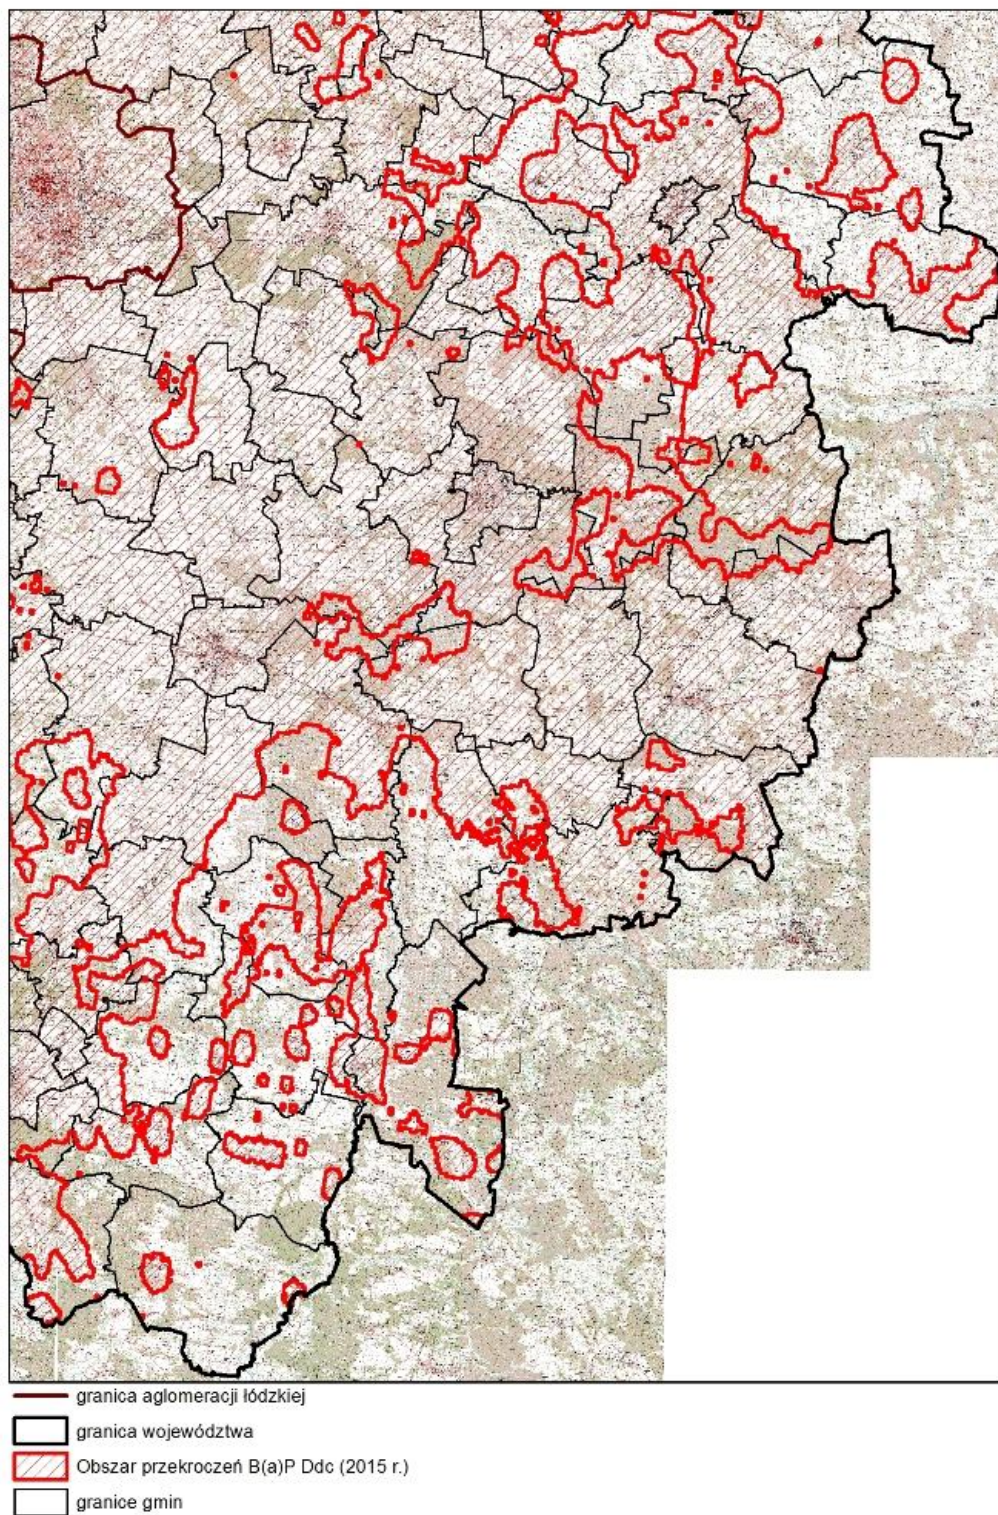 granica aglomeracji łódzkiej
granica województwa
Obszar przekroczeń B(a)P Ddc (2015 r.)
granice gmin